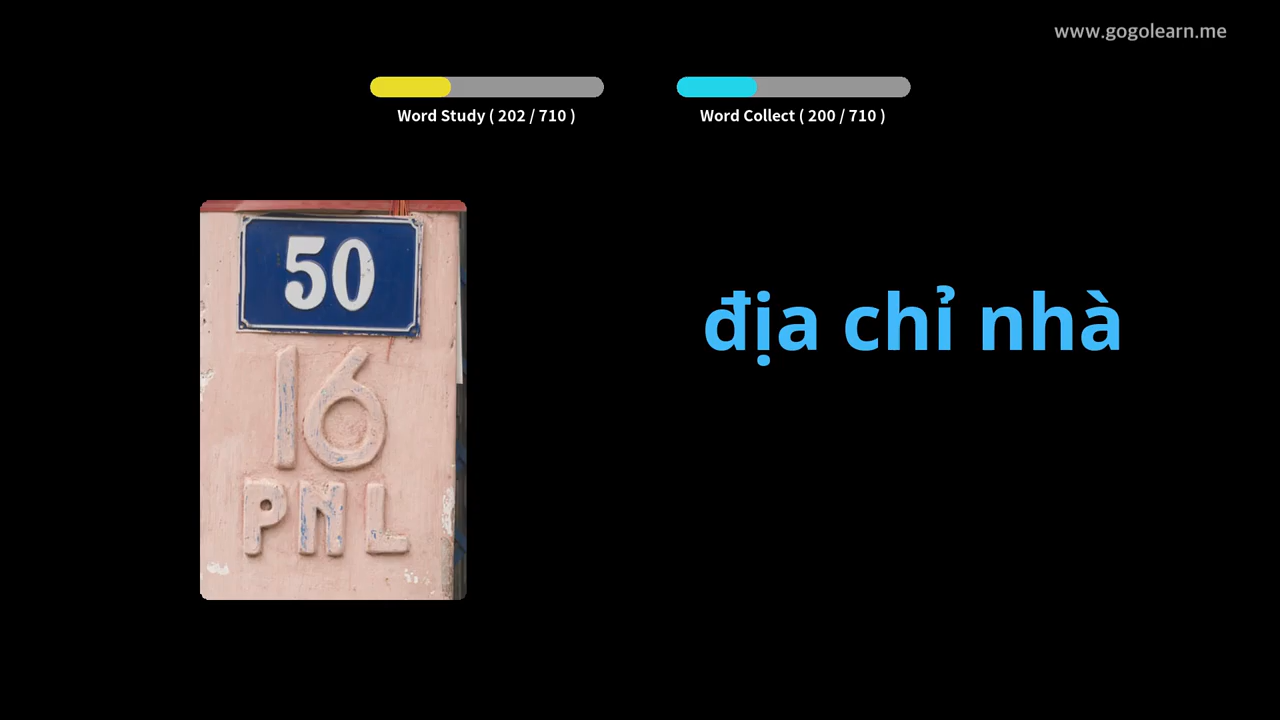 www.gogolearn.me
Word Study ( 202 / 710 )
Word Collect ( 200 / 710 )
50
16
PNL
địa chỉ nhà